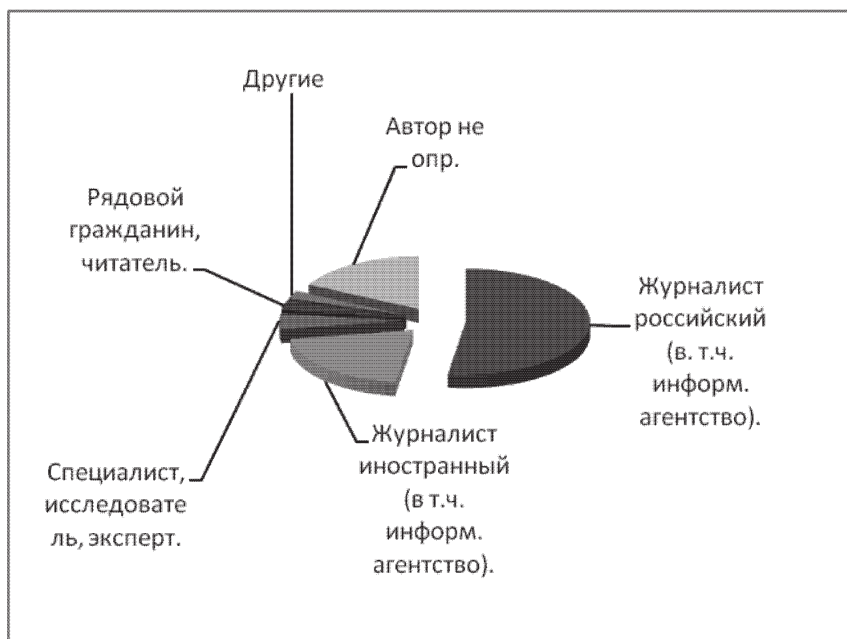 Другие
Автор не
опр.
Рядовой
гражданин,
читатель.
Журналист
российский
(в. т.ч.
информ.
агентство).
Журналист
иностранный
(в т.ч.
информ.
агентство).
Специалист,
исследовате
ль, эксперт.